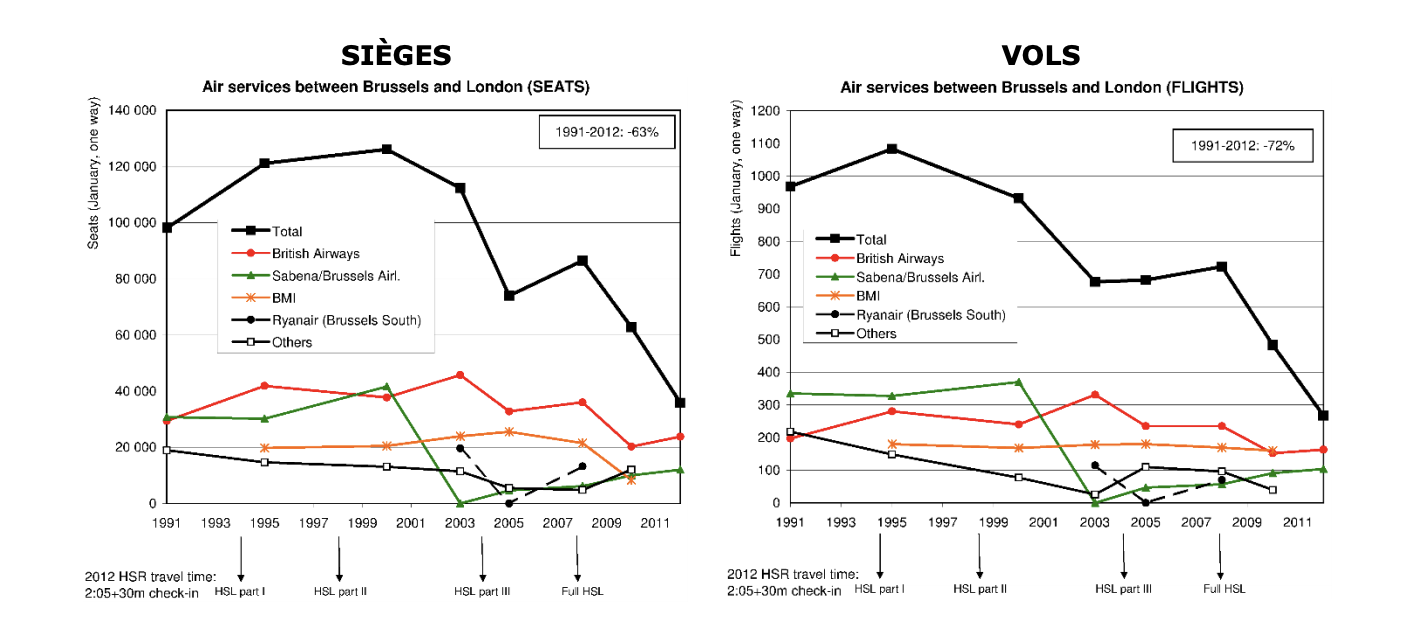 SIÈGES
Air services between Brussels and London (SEATS)
Seats (January, one way)
140 000
120 000
100 000
80 000
60 000
40 000
20 000
0
1991-2012: -63%
Total
British Airways
Sabena/Brussels Airl.
BMI
Ryanair (Brussels South)
Others
1991 1993 1995 1997 1999 2001 2003 2005 2007 2009 2011
2012 HSR travel time:
2:05+30m check-in
HSL part I HSL part II HSL part III Full HSL
VOLS
Air services between Brussels and London (FLIGHTS)
Flights (January, one way)
1200
1100
1000
900
800
700
600
500
400
300
200
100
0
1991-2012: -72%
Total
British Airways
Sabena/Brussels Airl.
BMI
Ryanair (Brussels South)
Others
1991 1993 1995 1997 1999 2001 2003 2005 2007 2009 2011
2012 HSR travel time:
2:05+30m check-in
HSL part I HSL part II HSL part III Full HSL